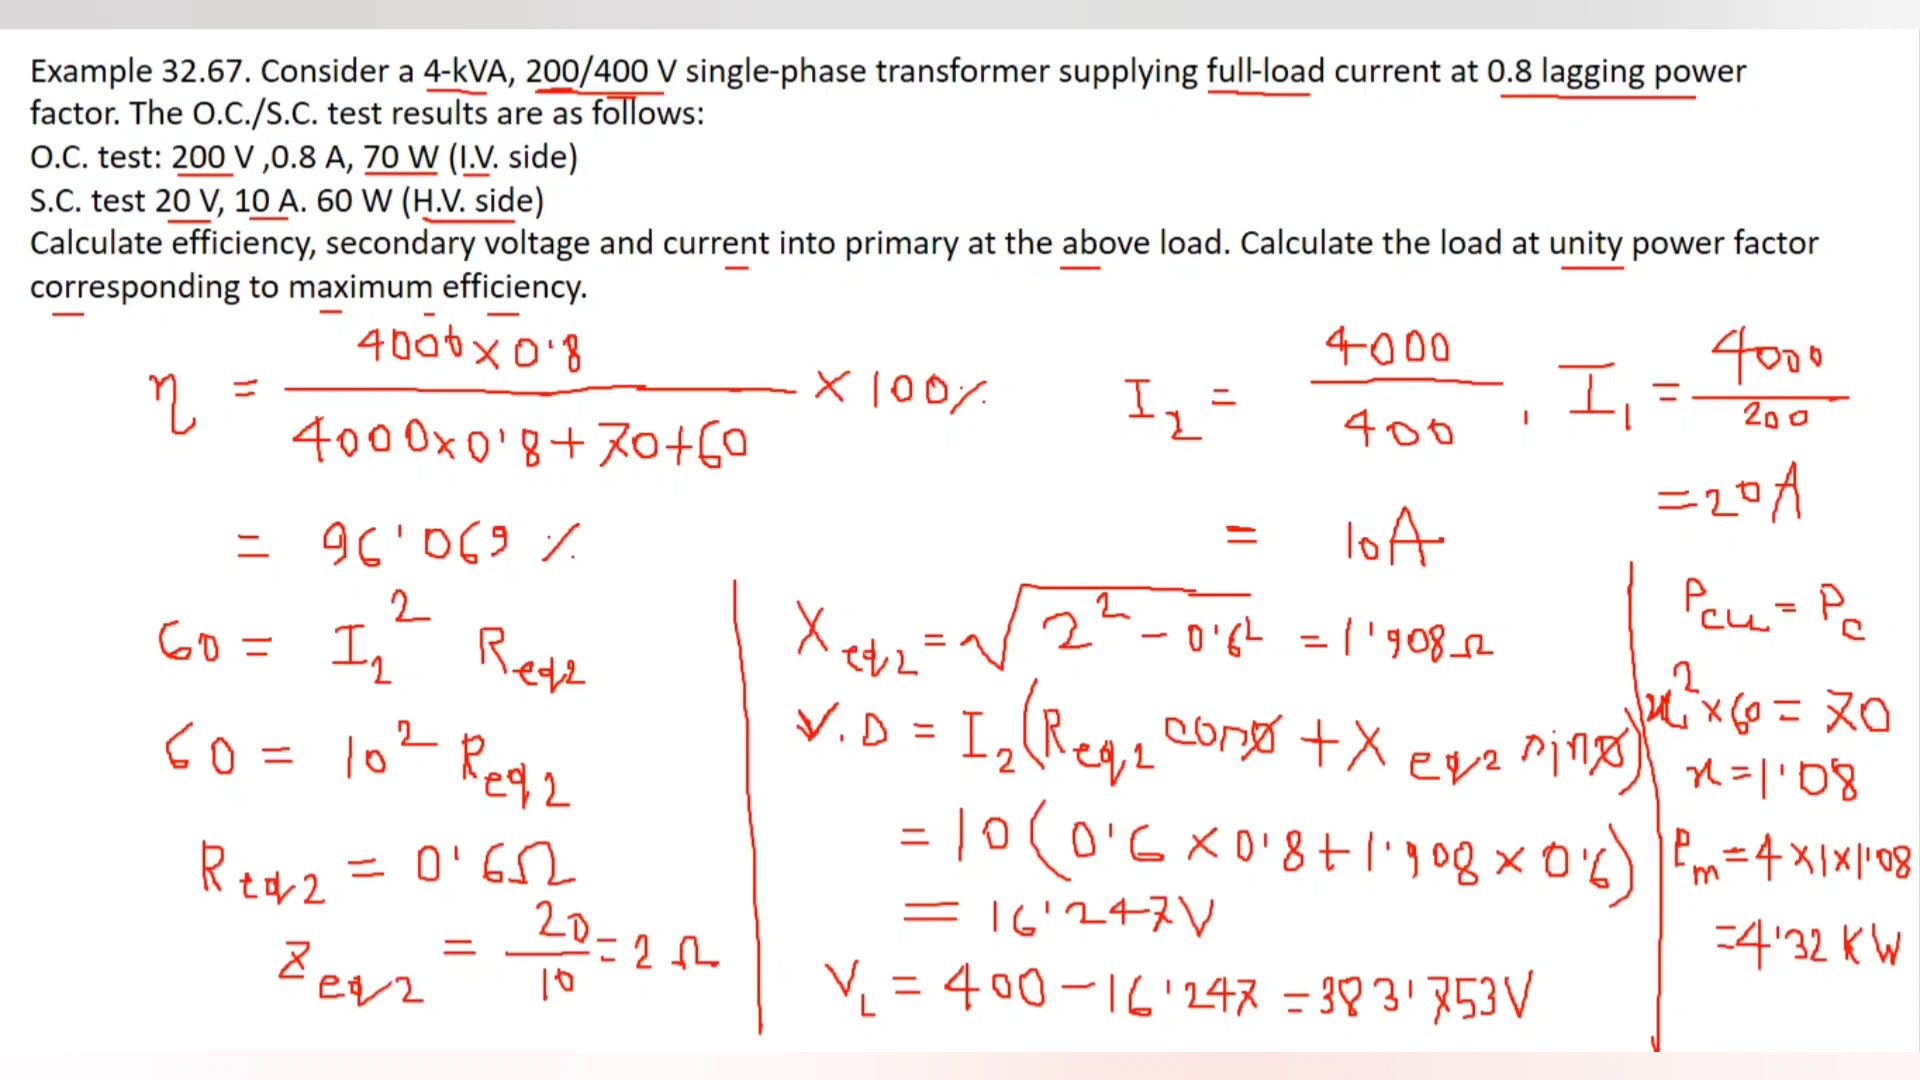 Example 32.67. Consider a 4-kVA, 200/400 V single-phase transformer supplying full-load current at 0.8 lagging power
factor. The O.C./S.C. test results are as follows:
O.C. test: 200 V ,0.8 A, 70 W (I.V. side)
S.C. test 20 V, 10 A. 60 W (H.V. side)
Calculate efficiency, secondary voltage and current into primary at the above load. Calculate the load at unity power factor
corresponding to maximum efficiency.
η = 4000×0.8 / 4000×0.8+70+60 × 100%
= 96.069 %
60 = I₂² Req2
60 = 10² Req2
Req2 = 0.6Ω
Zeq2 = 20/10 = 2 Ω
I₂ = 4000/400 , I₁ = 4000/200
= 10A
= 20A
Xeq2 = √2² - 0.6² = 1.908Ω
V.D = I₂ (Req2 cosø + Xeq2 sinø)
= 10 (0.6 × 0.8 + 1.908 × 0.6)
= 16.247V
VL = 400 - 16.247 = 383.753V
Pcu = Pc
x² × 60 = 70
x = 1.08
Pm = 4×1×1.08
= 4.32 KW